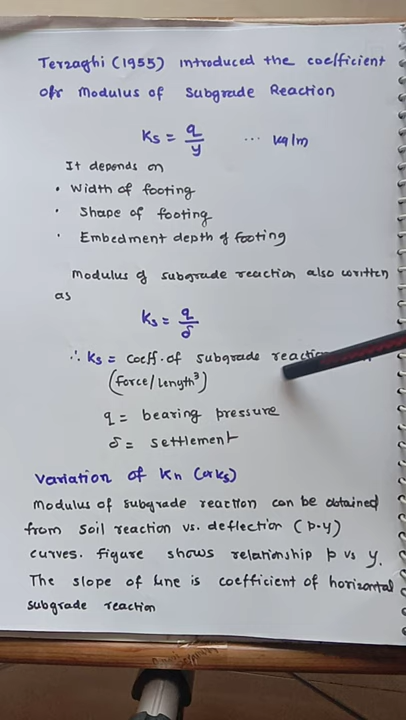 Terzaghi (1955) introduced the coefficient
ofr Modulus of Subgrade Reaction
Ks = q/y ... kg/m
It depends on
• Width of footing
• Shape of footing
• Embedment depth of footing
Modulus of subgrade reaction also written
as
Ks = q/δ
∴ Ks = coeff. of subgrade reaction
(Force/Length³)
q = bearing pressure
δ = settlement
Variation of Kh (or ks)
Modulus of subgrade reaction can be obtained
from soil reaction vs. deflection (p-y)
curves. figure shows relationship p vs y.
The slope of line is coefficient of horizontal
subgrade reaction